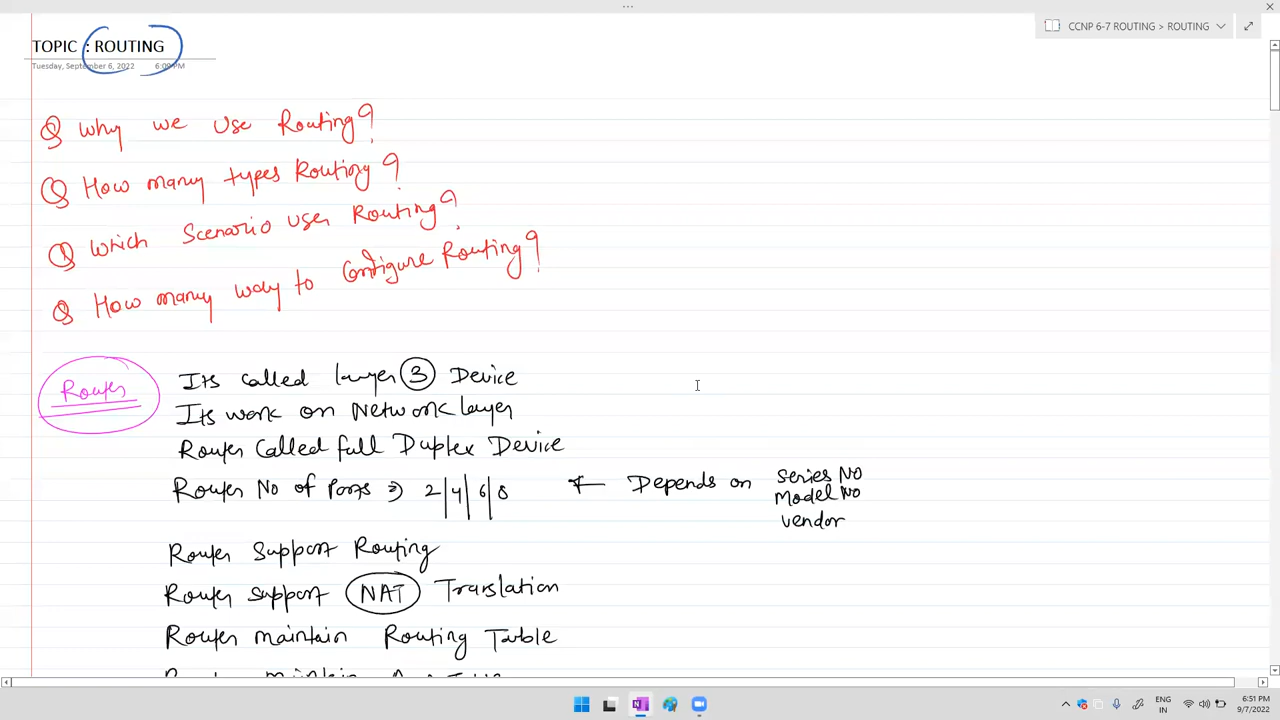 ...
CCNP 6-7 ROUTING > ROUTING
TOPIC : ROUTING
Tuesday, September 6, 2022 6:09 PM
Q Why we use Routing?
Q How many types Routing?
Q Which Scenario user Routing?
Q How many way to Configure Routing?
Router
Its called layer 3 Device
Its work on Network layer
Router Called full Duplex Device
Router No of Ports ⇒ 2|4|6|8 ← Depends on Series NO
Model NO
vendor
Router Support Routing
Router support NAT Translation
Router maintain Routing Table
Router maintain
ENG
IN
6:51 PM
9/7/2022